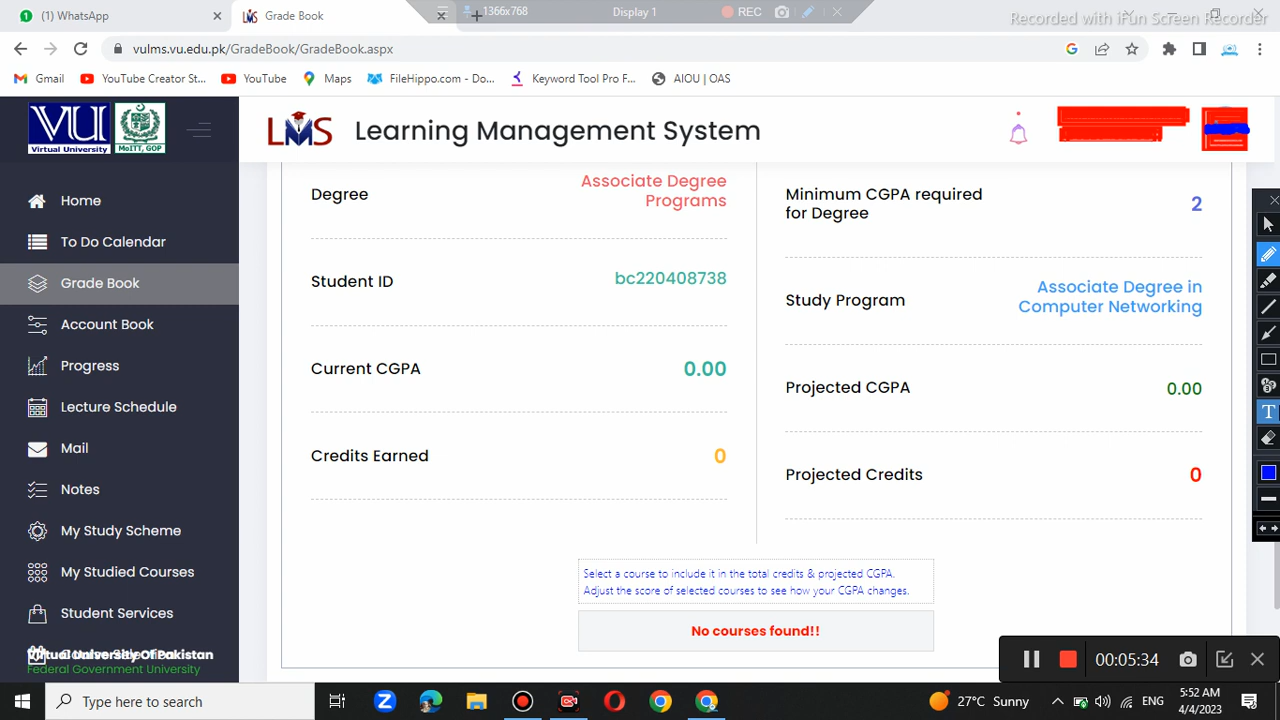 (1) WhatsApp
Grade Book
1366x768
Display 1
REC
Recorded with iFun Screen Recorder
vulms.vu.edu.pk/GradeBook/GradeBook.aspx
Gmail
YouTube Creator St...
YouTube
Maps
FileHippo.com - Do...
Keyword Tool Pro F...
AIOU | OAS
VU
Virtual University
MoITT, GOP
LMS
Learning Management System
Home
To Do Calendar
Grade Book
Account Book
Progress
Lecture Schedule
Mail
Notes
My Study Scheme
My Studied Courses
Student Services
Virtual University Of Pakistan
Federal Government University
Degree
Associate Degree
Programs
Student ID
bc220408738
Current CGPA
0.00
Credits Earned
0
Minimum CGPA required
for Degree
2
Study Program
Associate Degree in
Computer Networking
Projected CGPA
0.00
Projected Credits
0
Select a course to include it in the total credits & projected CGPA.
Adjust the score of selected courses to see how your CGPA changes.
No courses found!!
T
00:05:34
Type here to search
27°C Sunny
ENG
5:52 AM
4/4/2023